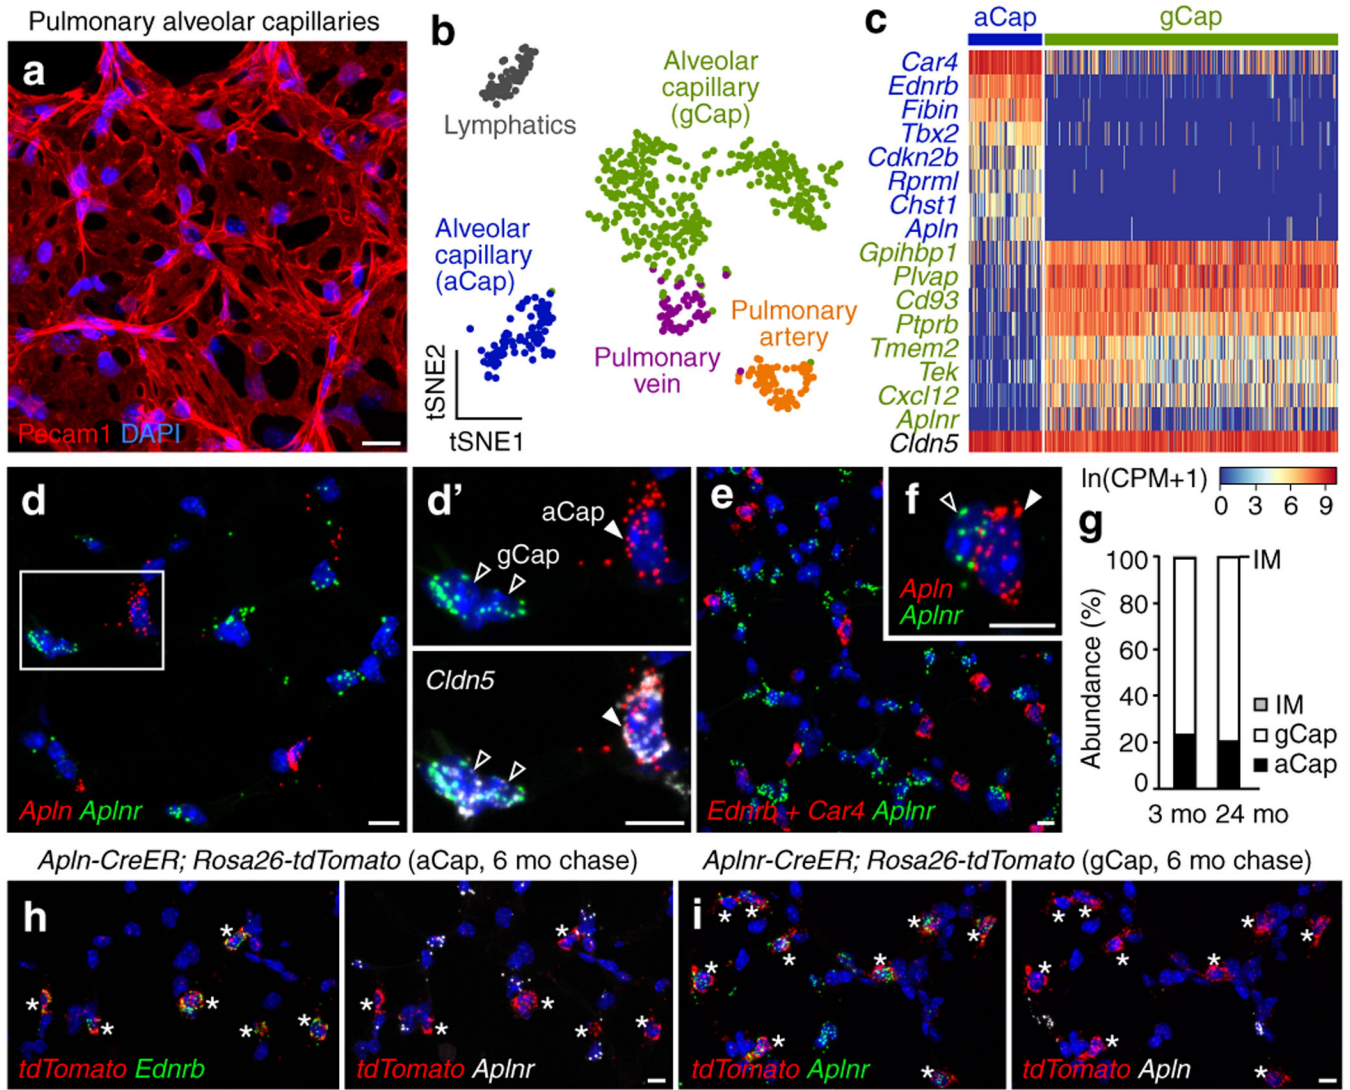 Pulmonary alveolar capillaries
a
Pecam1 DAPI
b
Lymphatics
Alveolar
capillary
(gCap)
Alveolar
capillary
(aCap)
Pulmonary
vein
Pulmonary
artery
tSNE2
tSNE1
c
aCap
gCap
Car4
Ednrb
Fibin
Tbx2
Cdkn2b
Rprml
Chst1
Apln
Gpihbp1
Plvap
Cd93
Ptprb
Tmem2
Tek
Cxcl12
Aplnr
Cldn5
ln(CPM+1)
0 3 6 9
d
Apln Aplnr
d’
aCap
gCap
Cldn5
e
Ednrb + Car4 Aplnr
f
Apln
Aplnr
g
Abundance (%)
100
80
60
40
20
0
IM
IM
gCap
aCap
3 mo 24 mo
Apln-CreER; Rosa26-tdTomato (aCap, 6 mo chase)
h
tdTomato Ednrb
tdTomato Aplnr
Aplnr-CreER; Rosa26-tdTomato (gCap, 6 mo chase)
i
tdTomato Aplnr
tdTomato Apln